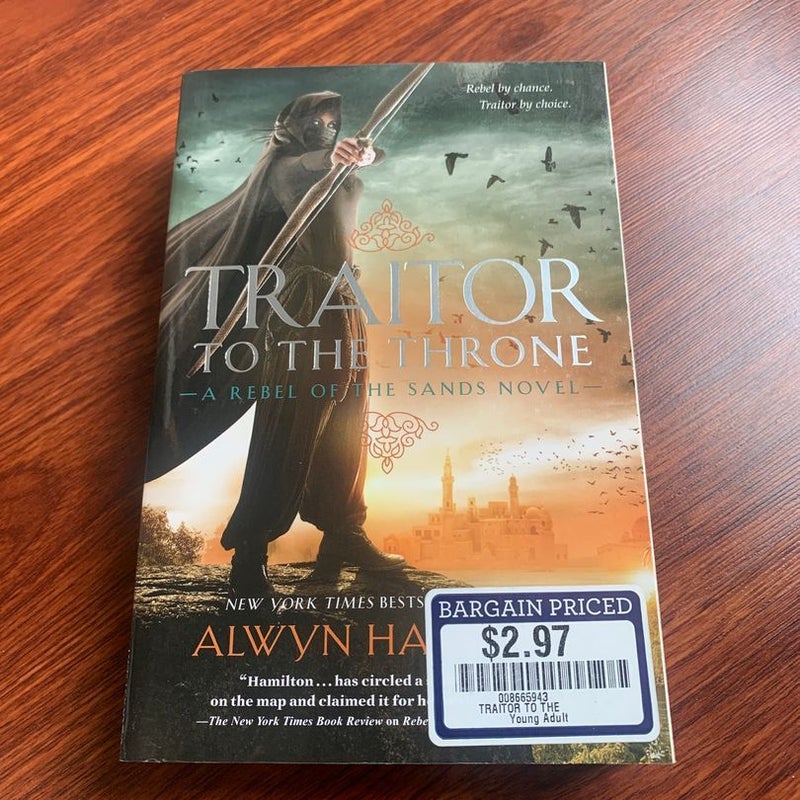 Rebel by chance.
Traitor by choice.
TRAITOR
TO THE THRONE
—A REBEL OF THE SANDS NOVEL—
NEW YORK TIMES BESTS
ALWYN HA
“Hamilton...has circled a
on the map and claimed it for he
—The New York Times Book Review on Rebe
BARGAIN PRICED
$2.97
008665943
TRAITOR TO THE
Young Adult